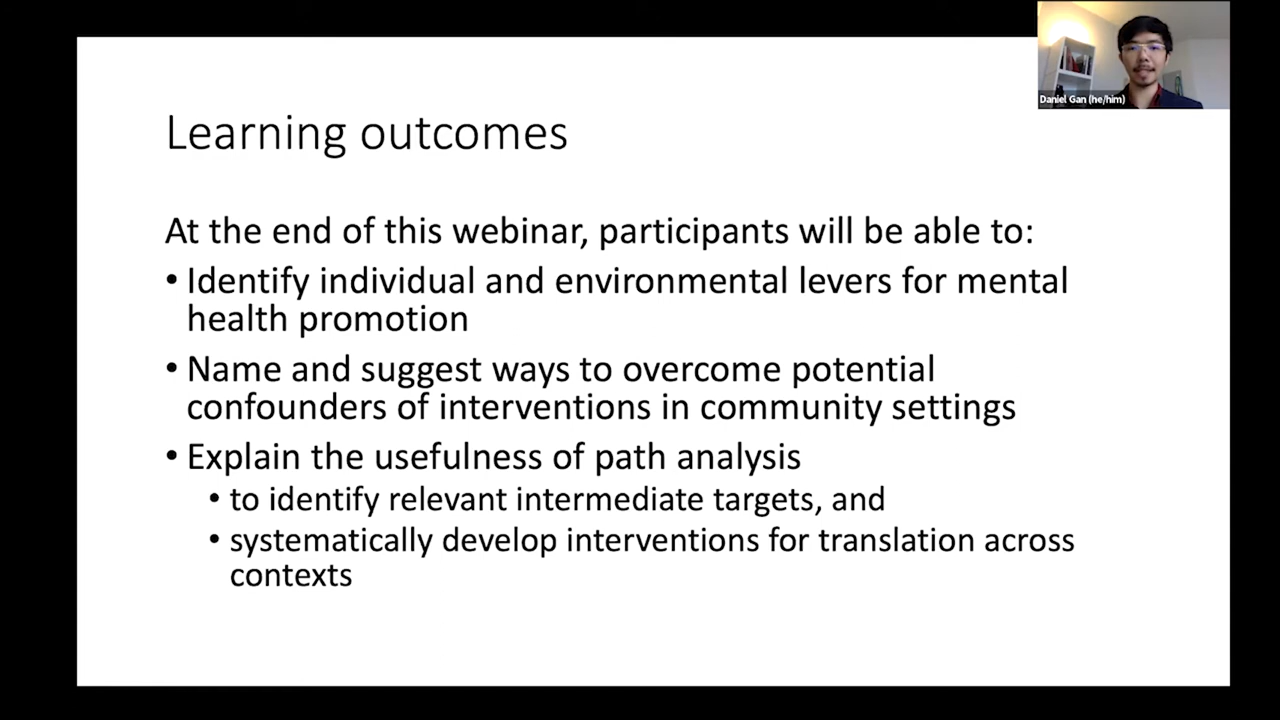 Daniel Gan (he/him)
Learning outcomes
At the end of this webinar, participants will be able to:
• Identify individual and environmental levers for mental
health promotion
• Name and suggest ways to overcome potential
confounders of interventions in community settings
• Explain the usefulness of path analysis
• to identify relevant intermediate targets, and
• systematically develop interventions for translation across
contexts